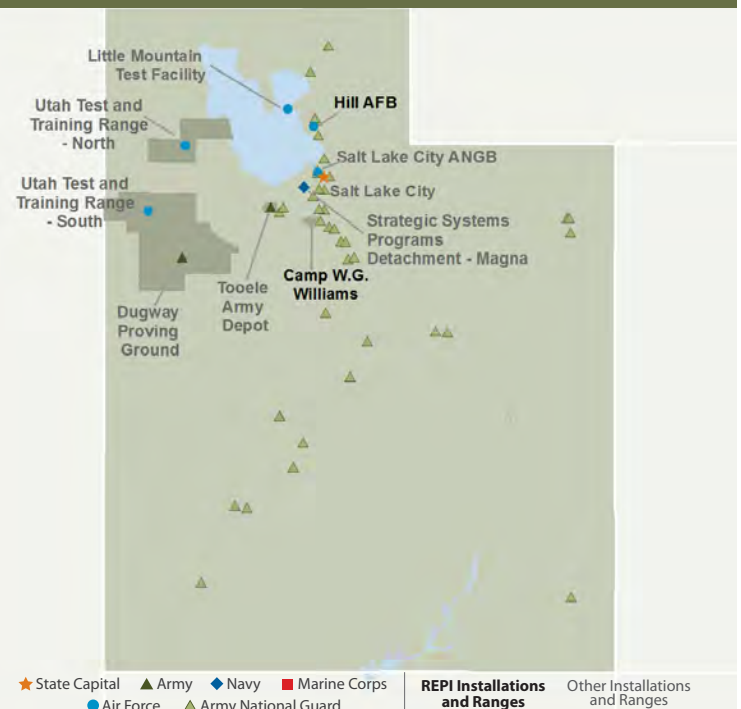 Little Mountain
Test Facility
Hill AFB
Utah Test and
Training Range
- North
Salt Lake City ANGB
Utah Test and
Training Range
- South
Salt Lake City
Strategic Systems
Programs
Detachment - Magna
Camp W.G.
Williams
Tooele
Army
Depot
Dugway
Proving
Ground
State Capital
Army
Navy
Marine Corps
Air Force
Army National Guard
REPI Installations
and Ranges
Other Installations
and Ranges